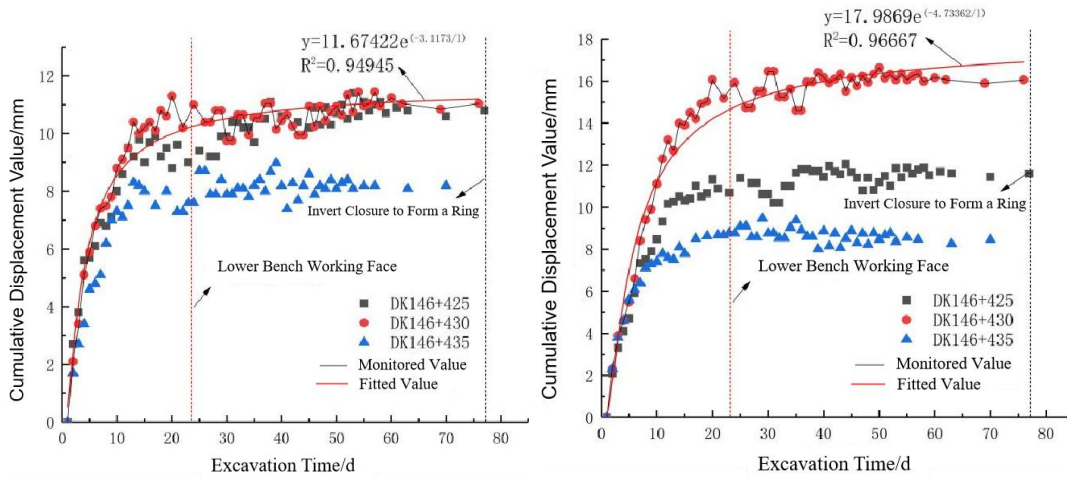 y=11.67422e^(-3.1173/1)
R²=0.94945
Cumulative Displacement Value/mm
12
10
8
6
4
2
0
Invert Closure to Form a Ring
Lower Bench Working Face
DK146+425
DK146+430
DK146+435
Monitored Value
Fitted Value
0 10 20 30 40 50 60 70 80
Excavation Time/d
y=17.9869e^(-4.73362/1)
R²=0.96667
Cumulative Displacement Value/mm
18
16
14
12
10
8
6
4
2
0
Invert Closure to Form a Ring
Lower Bench Working Face
DK146+425
DK146+430
DK146+435
Monitored Value
Fitted Value
0 10 20 30 40 50 60 70 80
Excavation Time/d